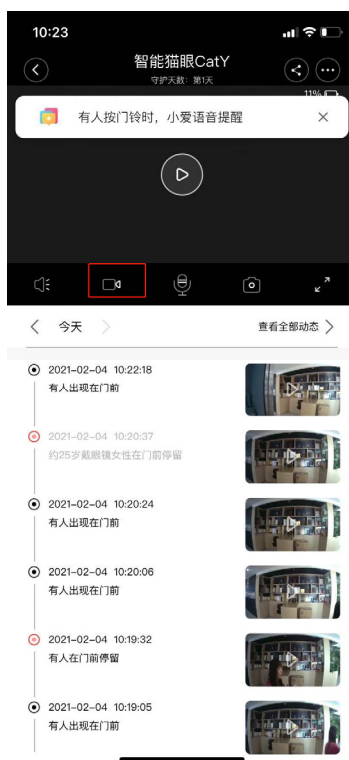 10:23
智能猫眼CatY
守护天数：第1天
11%
有人按门铃时，小爱语音提醒
今天
查看全部动态
2021-02-04 10:22:18
有人出现在门前
2021-02-04 10:20:37
约25岁戴眼镜女性在门前停留
2021-02-04 10:20:24
有人出现在门前
2021-02-04 10:20:06
有人出现在门前
2021-02-04 10:19:32
有人在门前停留
2021-02-04 10:19:05
有人出现在门前